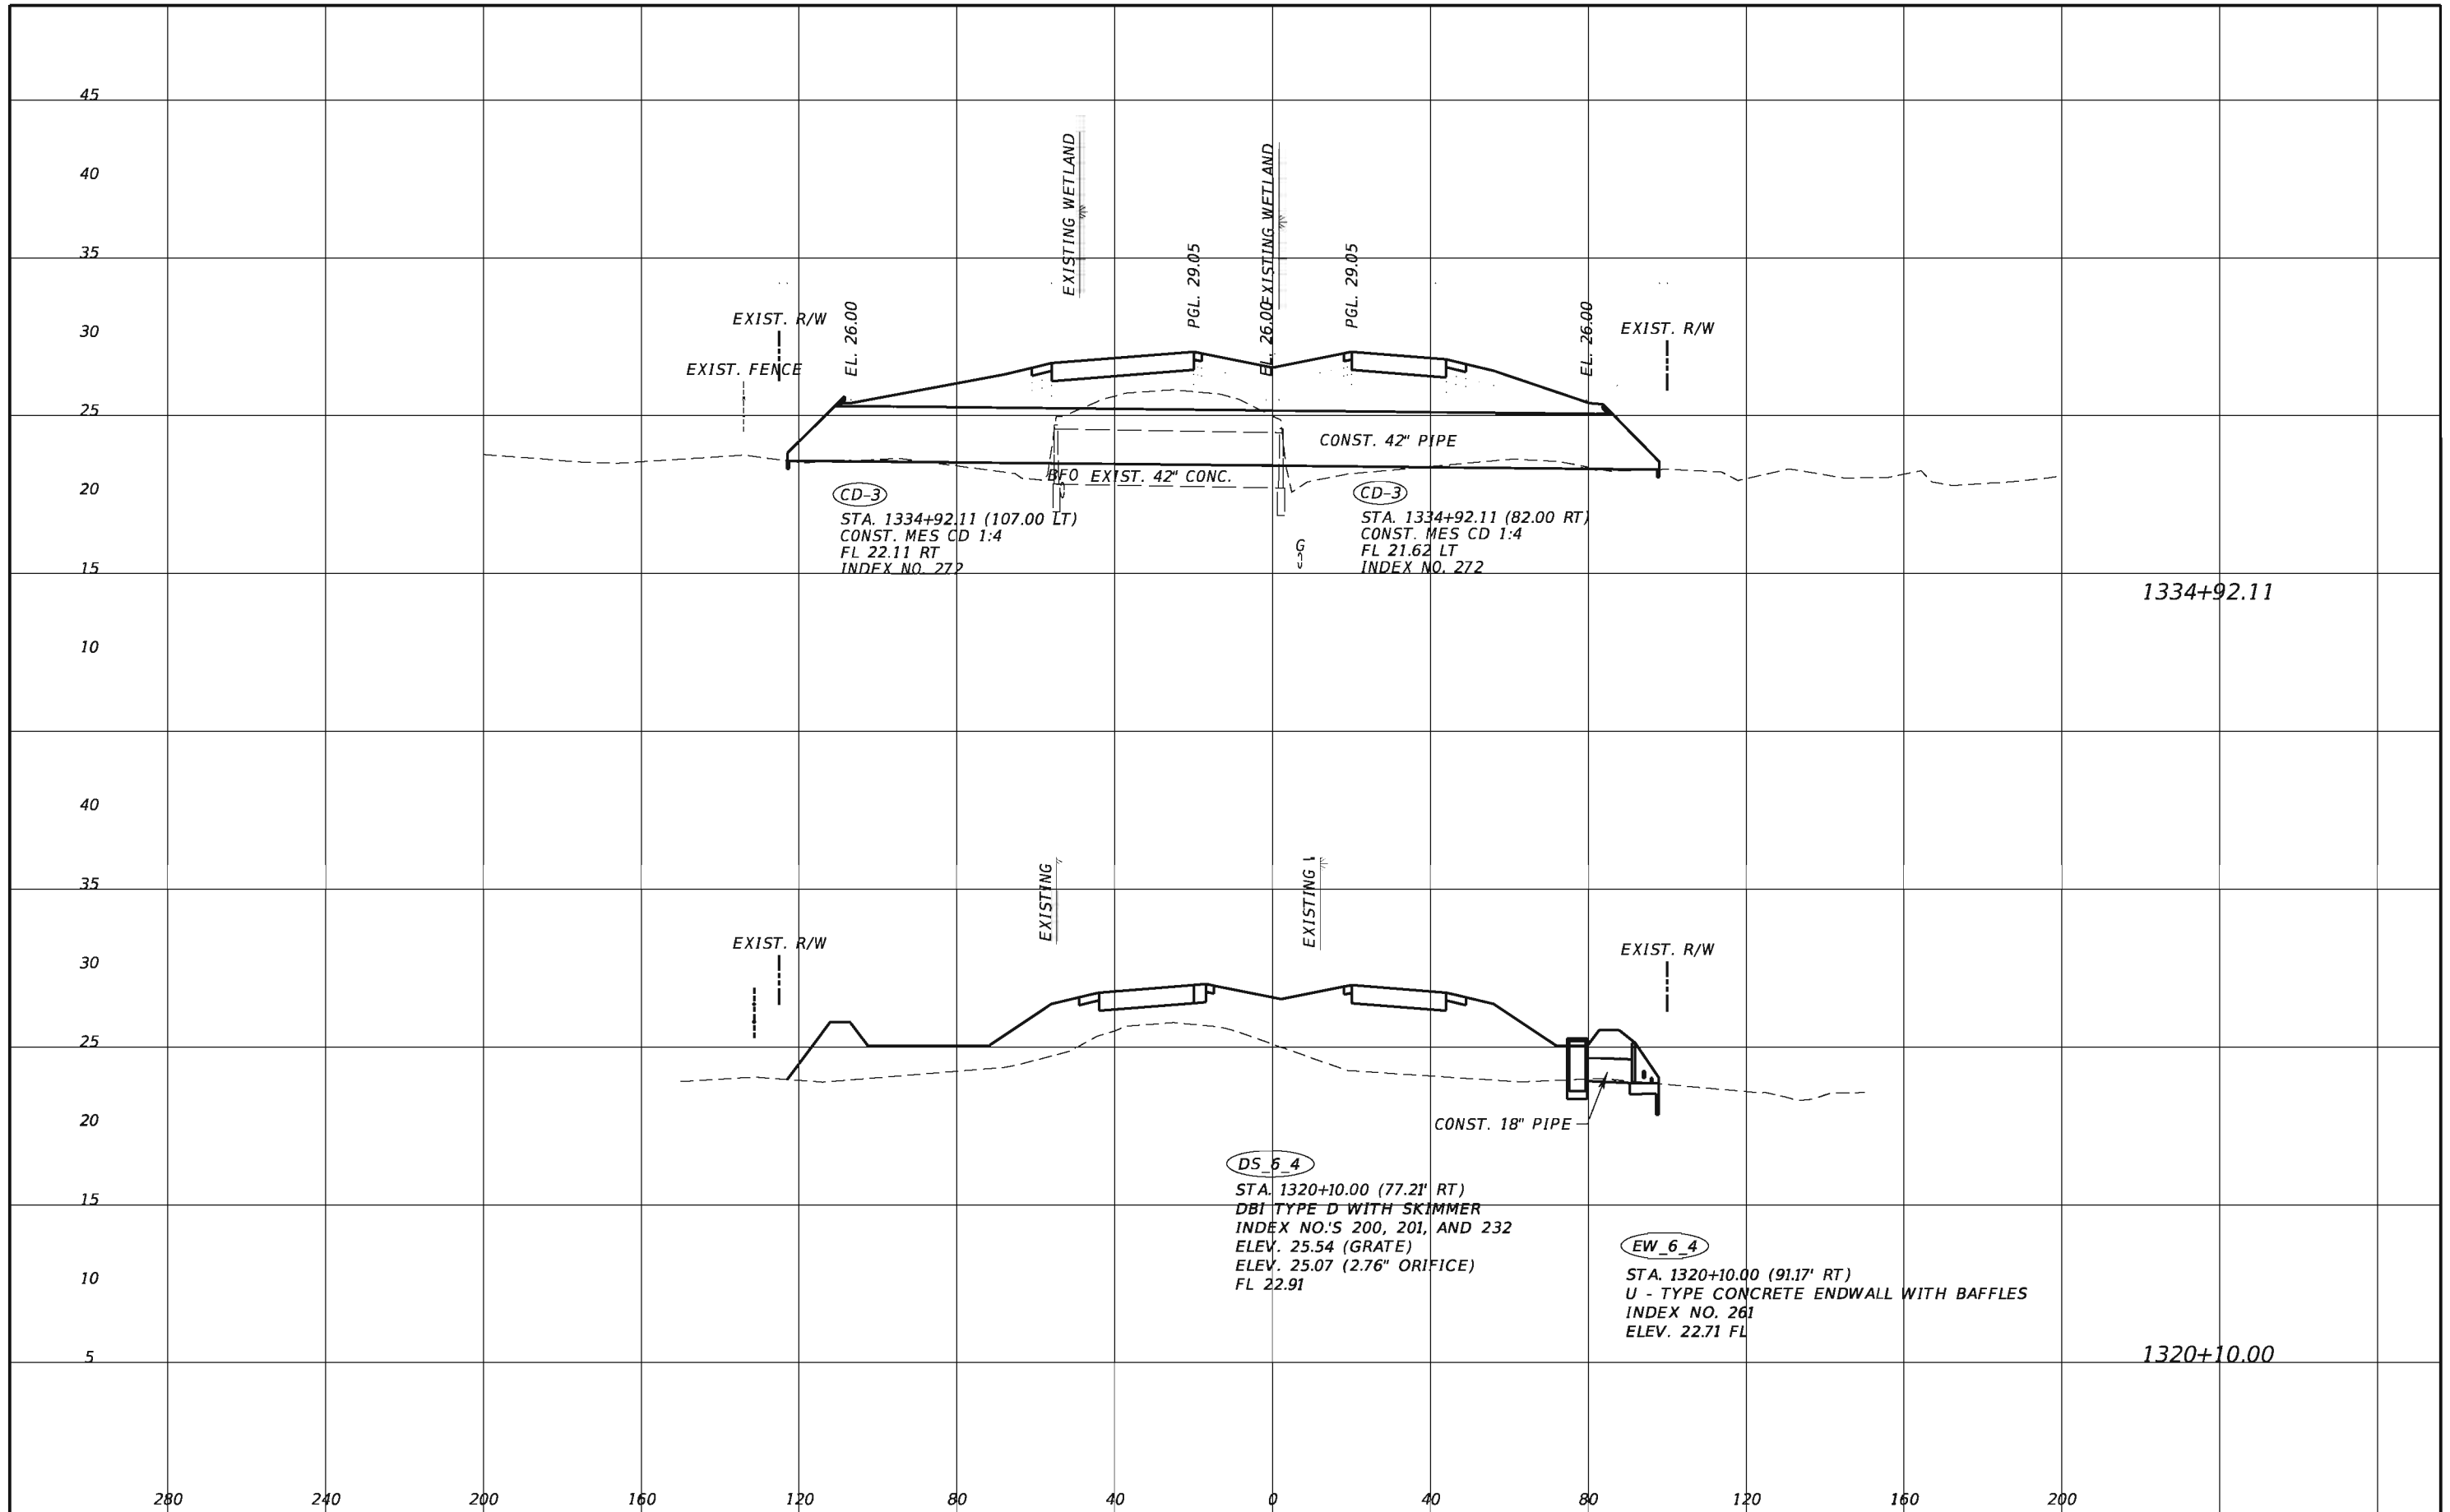 45
40
35
30
25
20
15
10
EXISTING WETLAND
EXISTING WETLAND
PGL. 29.05
PGL. 29.05
EXIST. R/W
EXIST. FENCE
EL. 26.00
EL. 26.00
EL. 26.00
EXIST. R/W
CONST. 42" PIPE
BFO EXIST. 42" CONC.
CD-3
STA. 1334+92.11 (107.00 LT)
CONST. MES CD 1:4
FL 22.11 RT
INDEX NO. 272
G
CD-3
STA. 1334+92.11 (82.00 RT)
CONST. MES CD 1:4
FL 21.62 LT
INDEX NO. 272
1334+92.11
40
35
30
25
20
15
10
5
EXISTING
EXISTING
EXIST. R/W
EXIST. R/W
CONST. 18" PIPE
DS_6_4
STA. 1320+10.00 (77.21' RT)
DBI TYPE D WITH SKIMMER
INDEX NO.'S 200, 201, AND 232
ELEV. 25.54 (GRATE)
ELEV. 25.07 (2.76" ORIFICE)
FL 22.91
EW_6_4
STA. 1320+10.00 (91.17' RT)
U - TYPE CONCRETE ENDWALL WITH BAFFLES
INDEX NO. 261
ELEV. 22.71 FL
1320+10.00
280 240 200 160 120 80 40 0 40 80 120 160 200